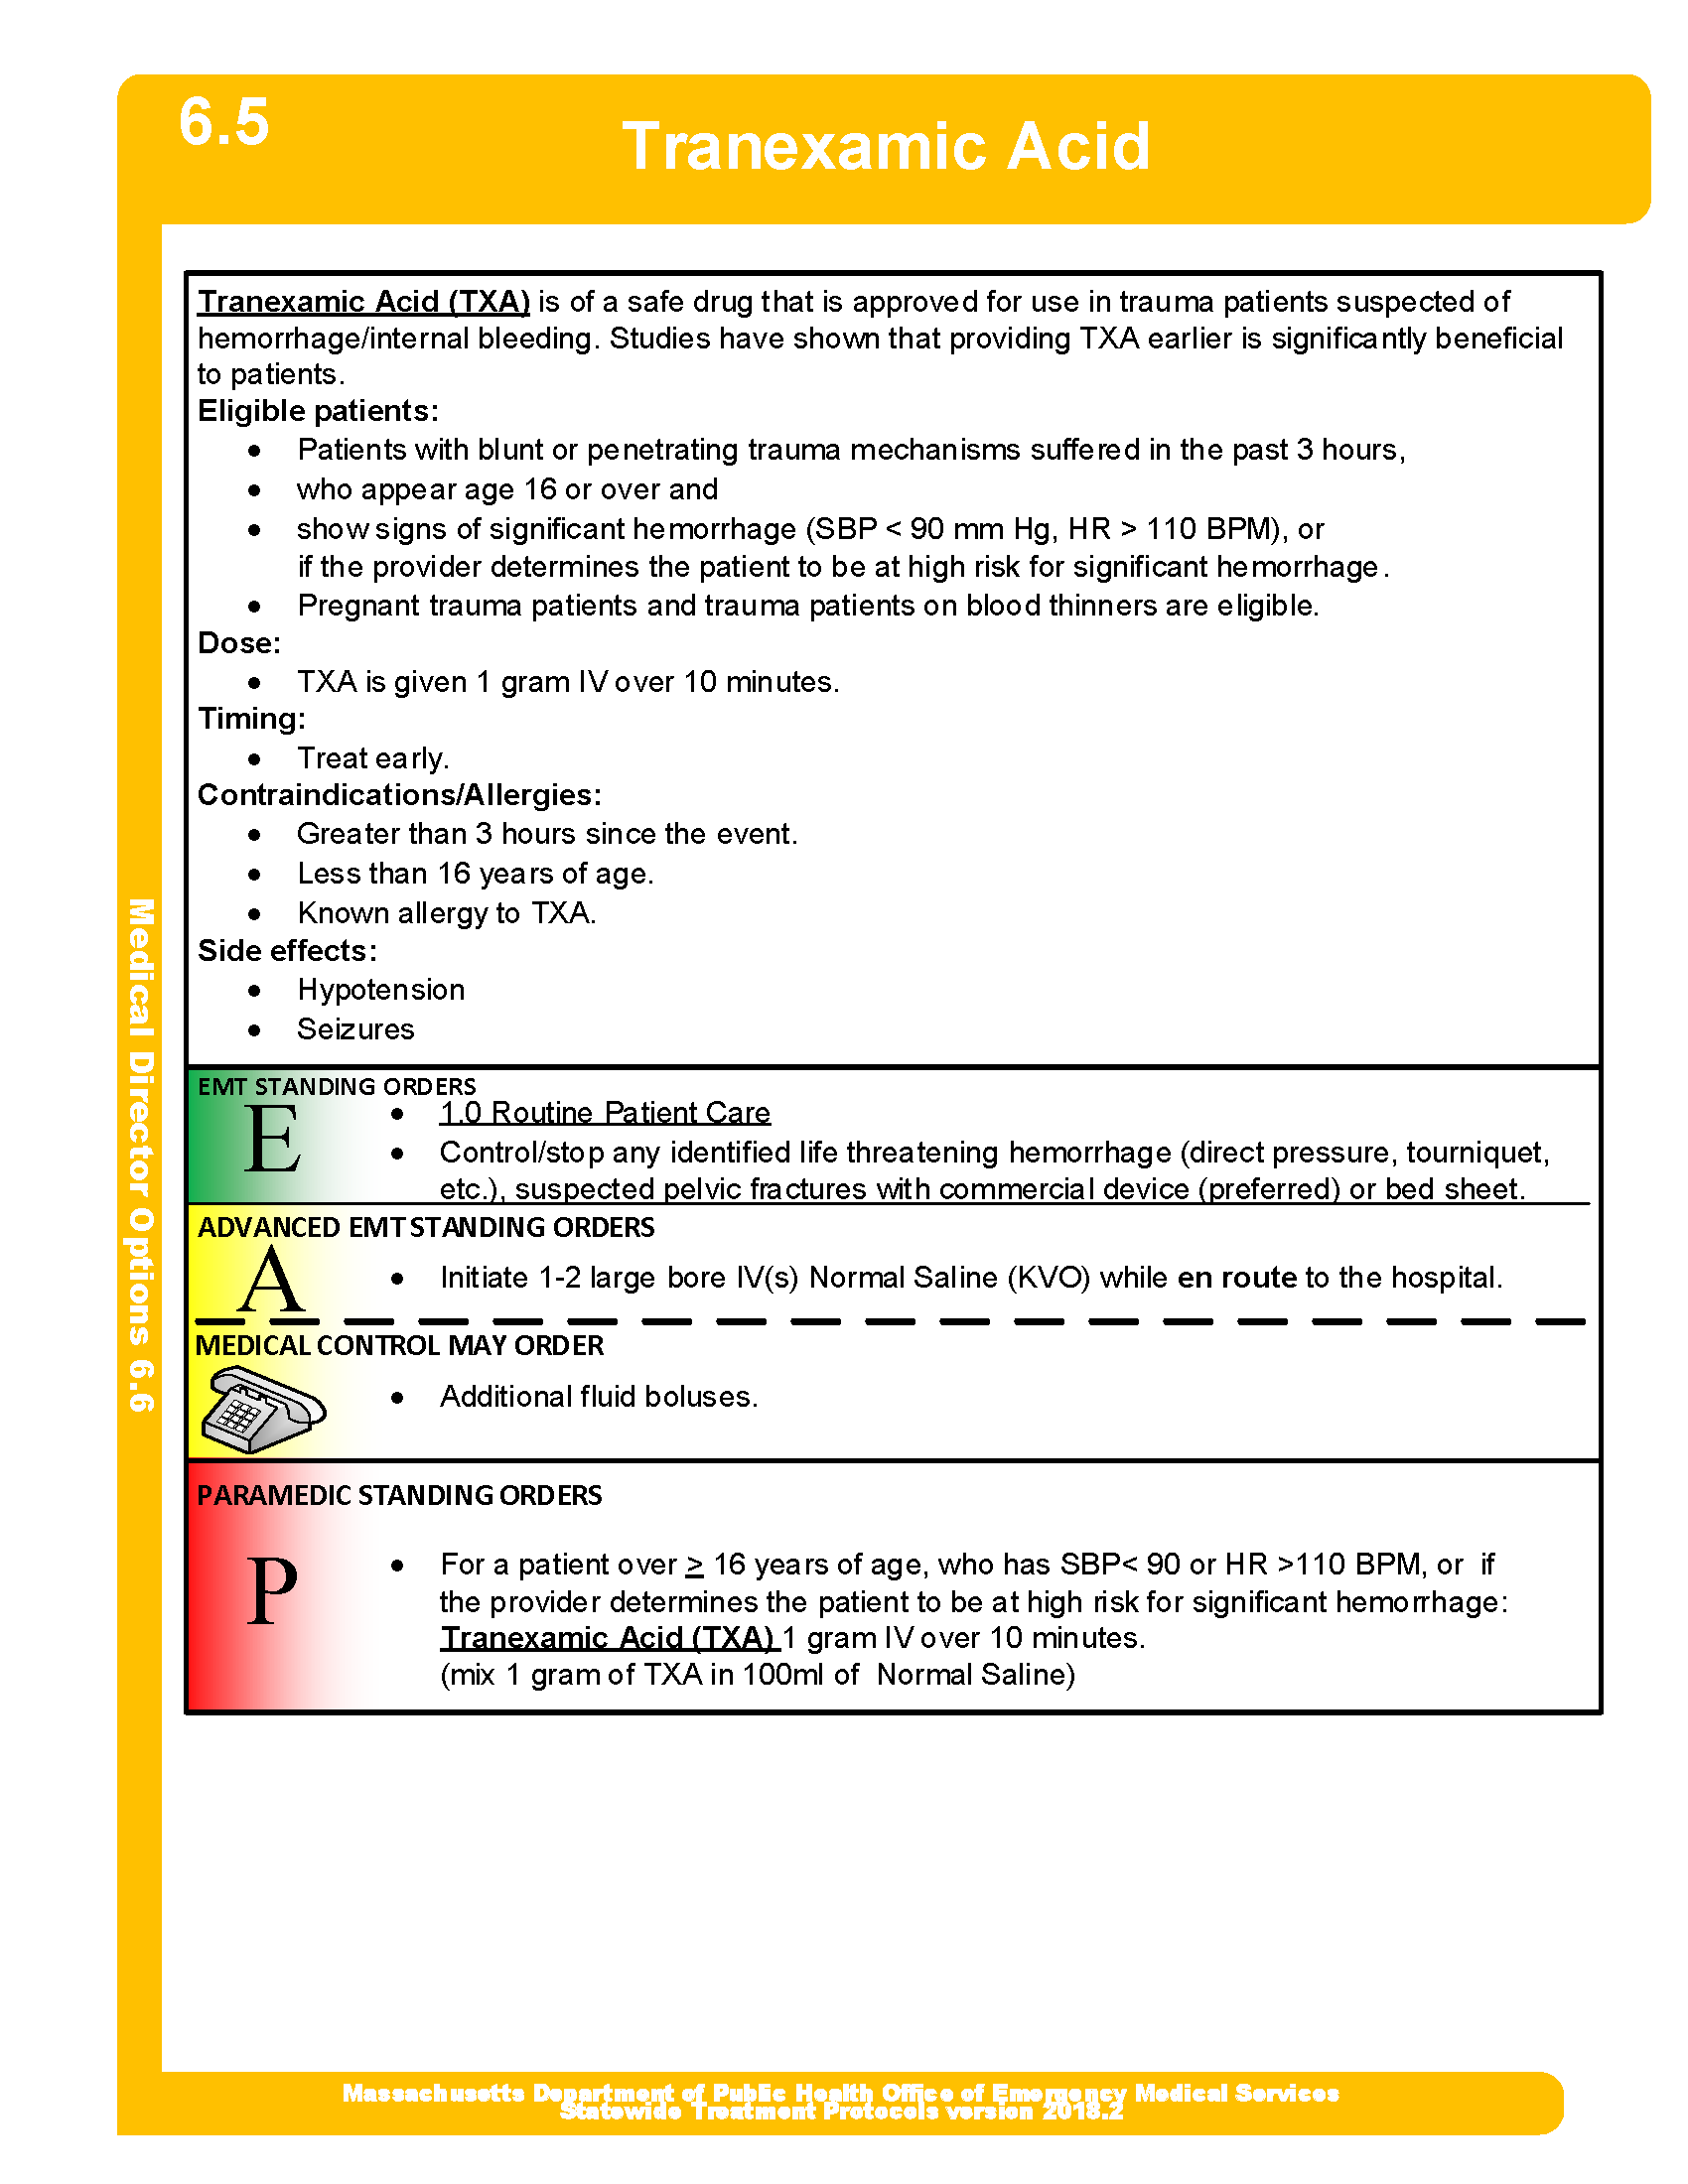 6.5
Tranexamic Acid
Tranexamic Acid (TXA) is of a safe drug that is approved for use in trauma patients suspected of
hemorrhage/internal bleeding. Studies have shown that providing TXA earlier is significantly beneficial
to patients.
Eligible patients:
• Patients with blunt or penetrating trauma mechanisms suffered in the past 3 hours,
• who appear age 16 or over and
• show signs of significant hemorrhage (SBP < 90 mm Hg, HR > 110 BPM), or
if the provider determines the patient to be at high risk for significant hemorrhage.
• Pregnant trauma patients and trauma patients on blood thinners are eligible.
Dose:
• TXA is given 1 gram IV over 10 minutes.
Timing:
• Treat early.
Contraindications/Allergies:
• Greater than 3 hours since the event.
• Less than 16 years of age.
• Known allergy to TXA.
Side effects:
• Hypotension
• Seizures
EMT STANDING ORDERS
E
• 1.0 Routine Patient Care
• Control/stop any identified life threatening hemorrhage (direct pressure, tourniquet,
etc.), suspected pelvic fractures with commercial device (preferred) or bed sheet.
ADVANCED EMT STANDING ORDERS
A
• Initiate 1-2 large bore IV(s) Normal Saline (KVO) while en route to the hospital.
MEDICAL CONTROL MAY ORDER
• Additional fluid boluses.
PARAMEDIC STANDING ORDERS
P
• For a patient over ≥ 16 years of age, who has SBP< 90 or HR >110 BPM, or if
the provider determines the patient to be at high risk for significant hemorrhage:
Tranexamic Acid (TXA) 1 gram IV over 10 minutes.
(mix 1 gram of TXA in 100ml of Normal Saline)
Medical Director Options 6.6
Massachusetts Department of Public Health Office of Emergency Medical Services
Statewide Treatment Protocols version 2018.2